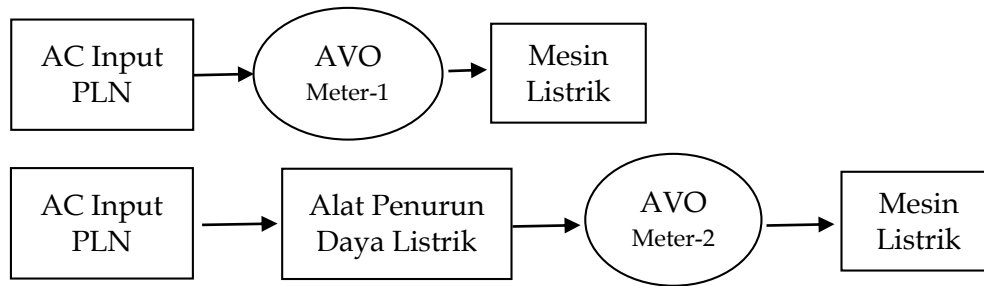 AC Input
PLN
AVO
Meter-1
Mesin
Listrik
AC Input
PLN
Alat Penurun
Daya Listrik
AVO
Meter-2
Mesin
Listrik